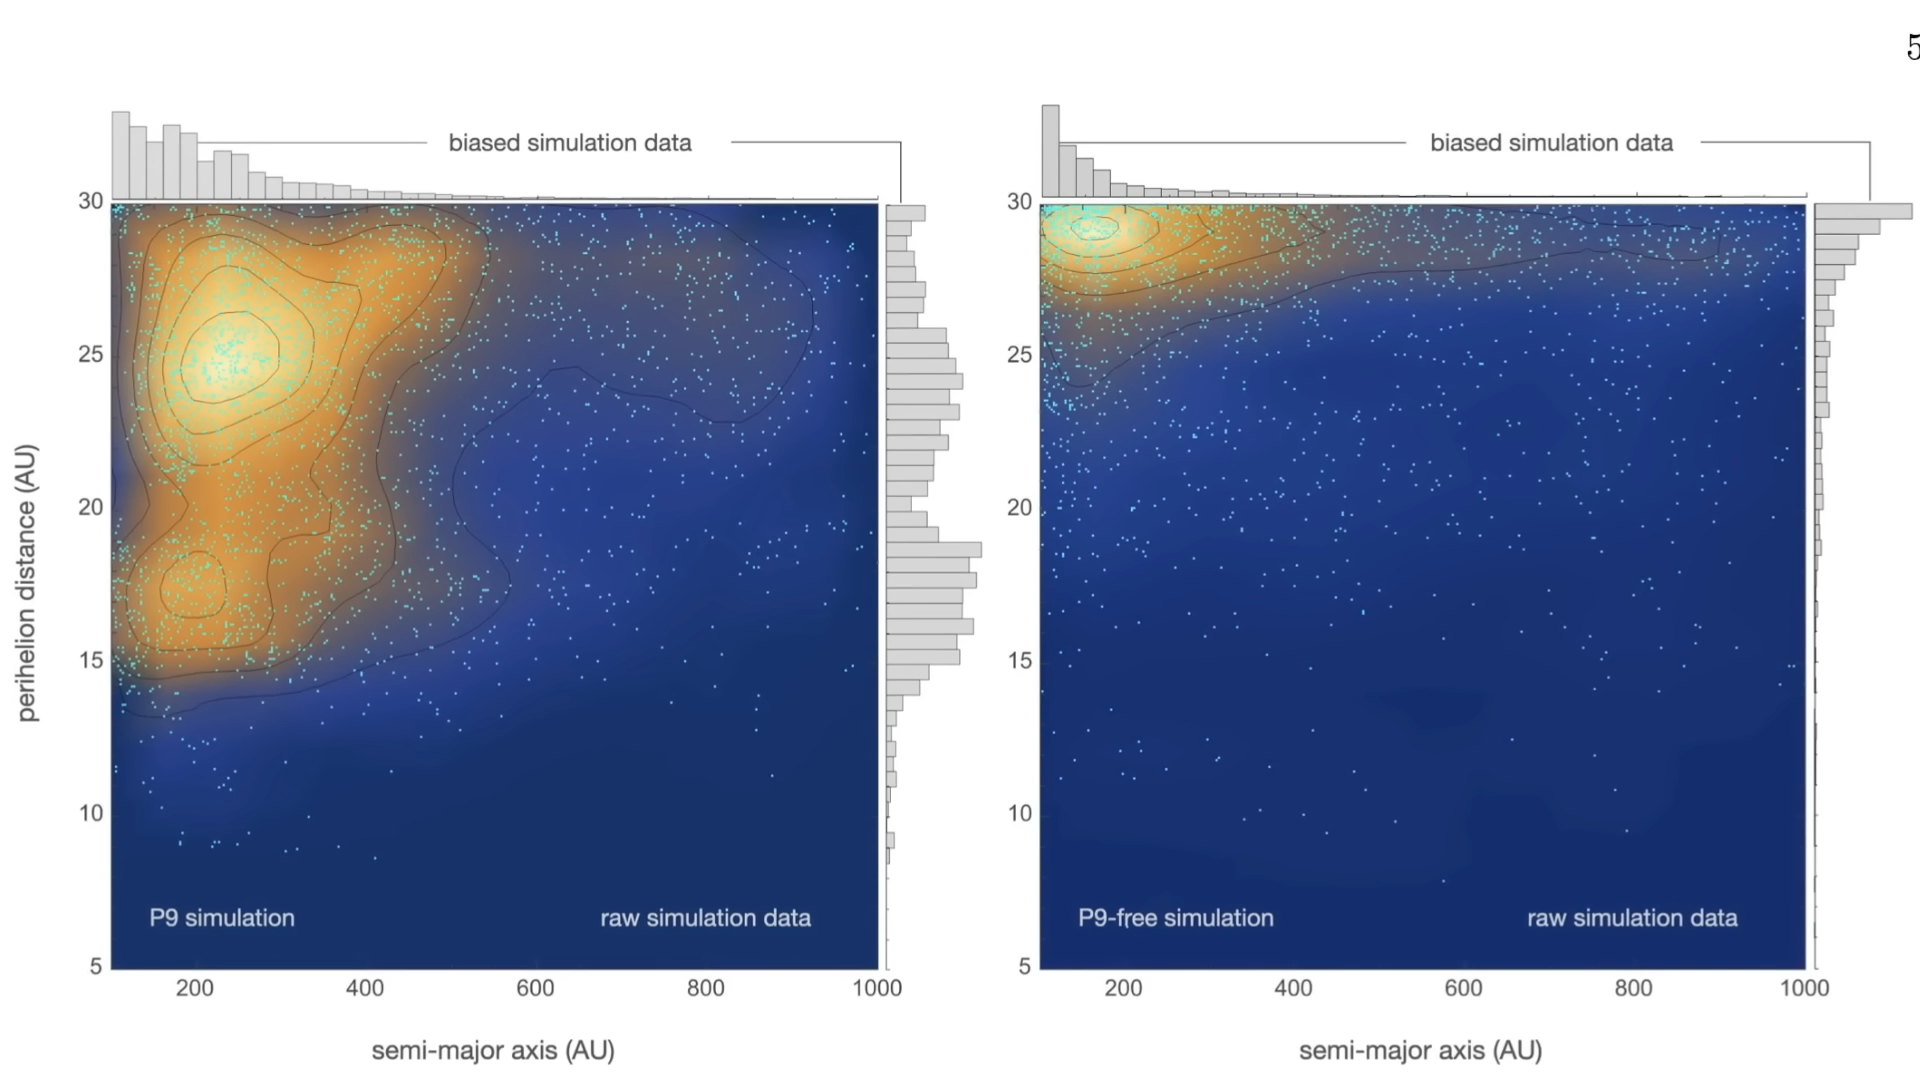 5
biased simulation data
biased simulation data
30
25
20
15
10
5
perihelion distance (AU)
P9 simulation
raw simulation data
200
400
600
800
1000
semi-major axis (AU)
30
25
20
15
10
5
P9-free simulation
raw simulation data
200
400
600
800
1000
semi-major axis (AU)